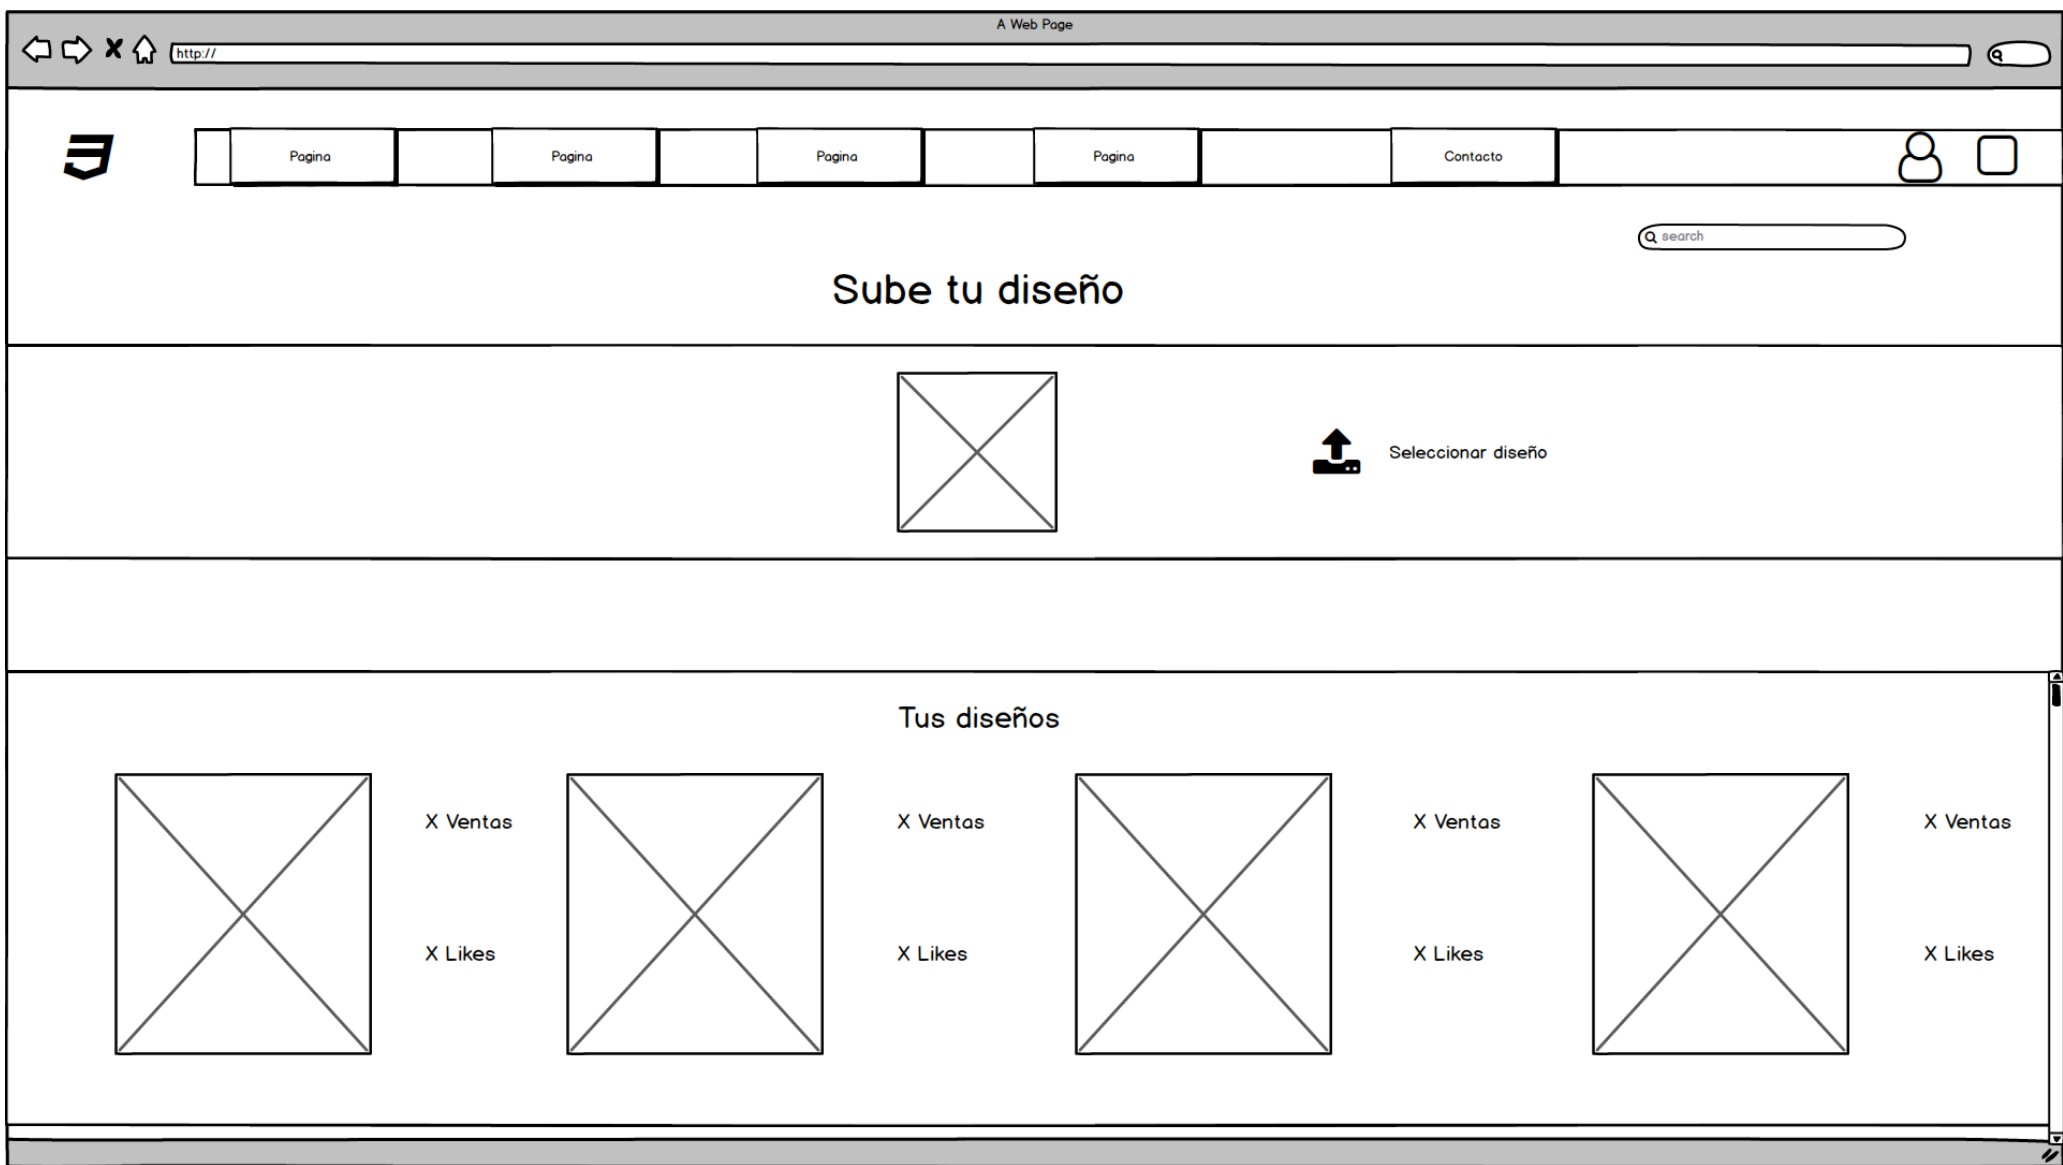 A Web Page
http://
Pagina Pagina Pagina Pagina Contacto
search
Sube tu diseño
Seleccionar diseño
Tus diseños
X Ventas X Ventas X Ventas X Ventas
X Likes X Likes X Likes X Likes